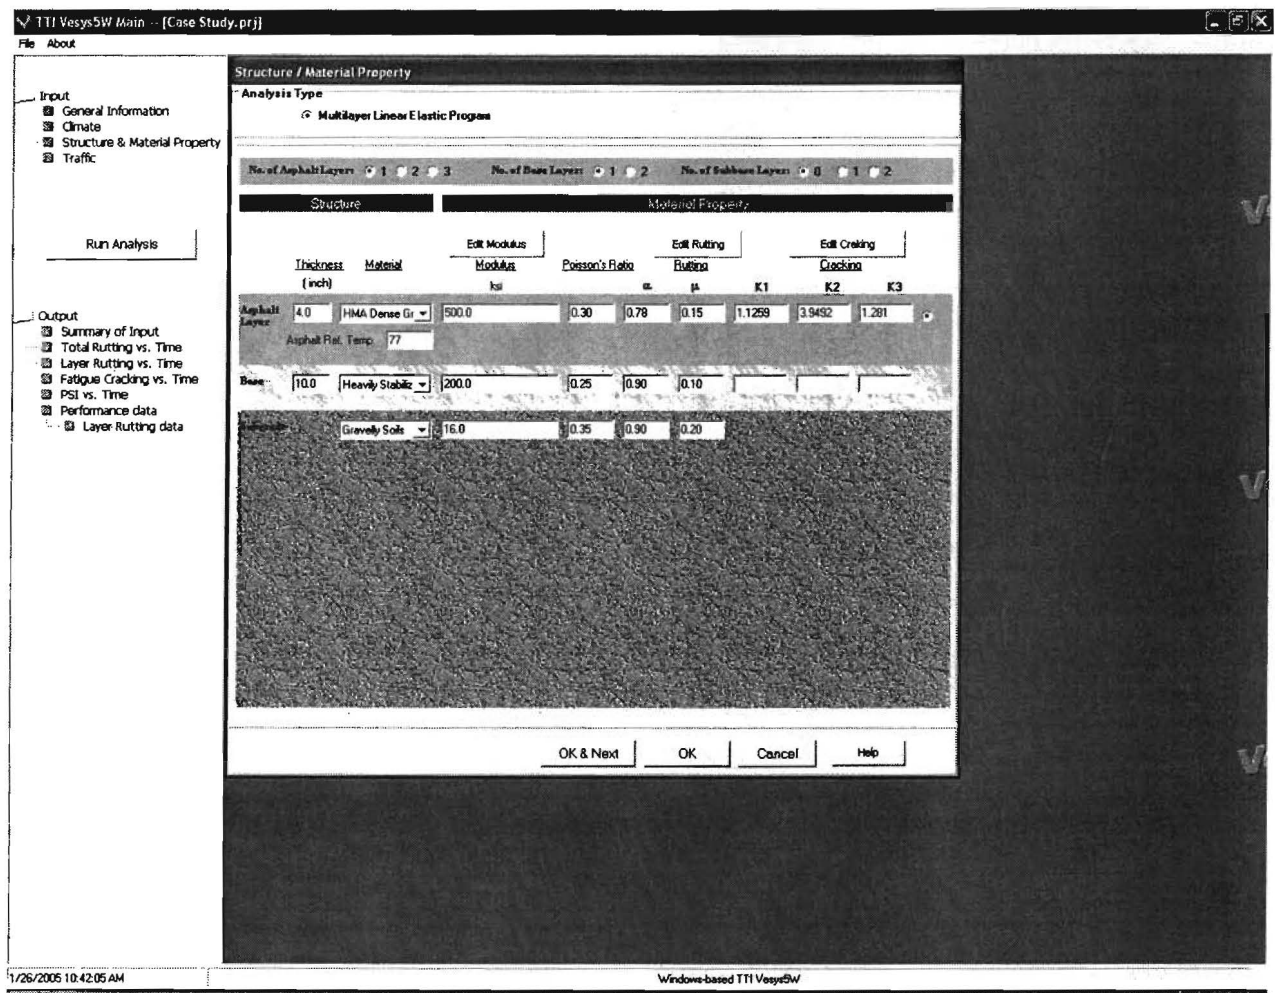 TTI Vesys5W Main -- [Case Study.prj]
File About
Input
General Information
Climate
Structure & Material Property
Traffic
Run Analysis
Output
Summary of Input
Total Rutting vs. Time
Layer Rutting vs. Time
Fatigue Cracking vs. Time
PSI vs. Time
Performance data
Layer Rutting data
Structure / Material Property
Analysis Type
Multilayer Linear Elastic Program
No. of Asphalt Layer: 1 2 3 No. of Base Layer: 1 2 No. of Subbase Layer: 0 1 2
Structure Material Property
Edit Modulus Edit Rutting Edit Craking
Thickness Material Modulus Poisson's Ratio Rutting Cracking
(inch) ksi α μ K1 K2 K3
Asphalt Layer 4.0 HMA Dense Gr 500.0 0.30 0.78 0.15 1.1259 3.9492 1.281
Asphalt Rel. Temp 77
Base 10.0 Heavily Stabiliz 200.0 0.25 0.90 0.10
Gravelly Soils 16.0 0.35 0.90 0.20
OK & Next OK Cancel Help
1/26/2005 10:42:05 AM Windows-based TTI Vesys5W